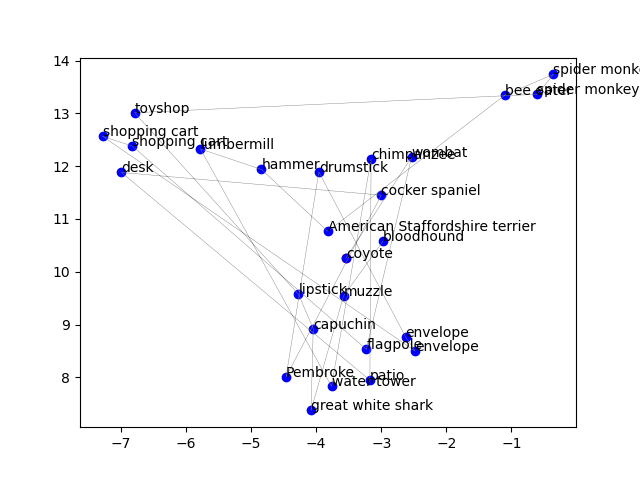 14
spider monkey
bee eater
spider monkey
13
toyshop
shopping cart
shopping cart
lumbermill
12
desk
hammer
drumstick
chimpanzee
wombat
cocker spaniel
11
American Staffordshire terrier
bloodhound
coyote
10
lipstick
muzzle
9
capuchin
envelope
flagpole
envelope
8
Pembroke
water tower
patio
great white shark
−7 −6 −5 −4 −3 −2 −1